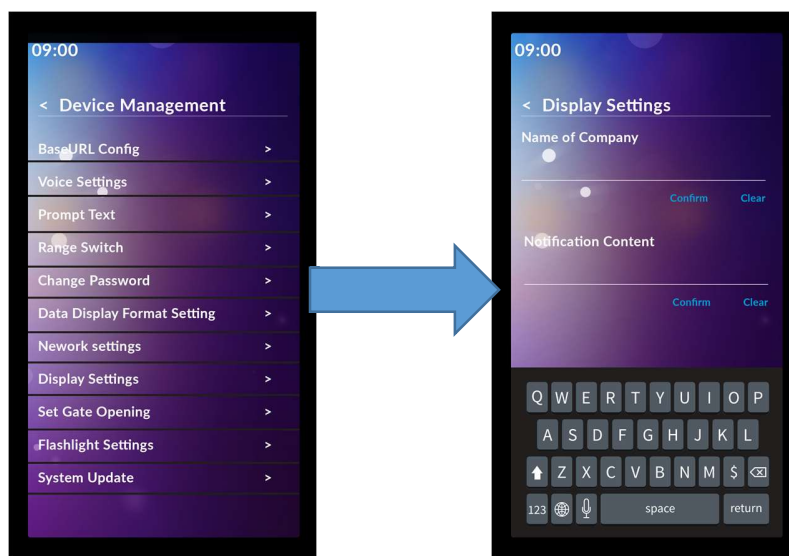 09:00
< Device Management
BaseURL Config >
Voice Settings >
Prompt Text >
Range Switch >
Change Password >
Data Display Format Setting >
Nework settings >
Display Settings >
Set Gate Opening >
Flashlight Settings >
System Update >
09:00
< Display Settings
Name of Company
Confirm Clear
Notification Content
Confirm Clear
Q W E R T Y U I O P
A S D F G H J K L
Z X C V B N M $
123 space return